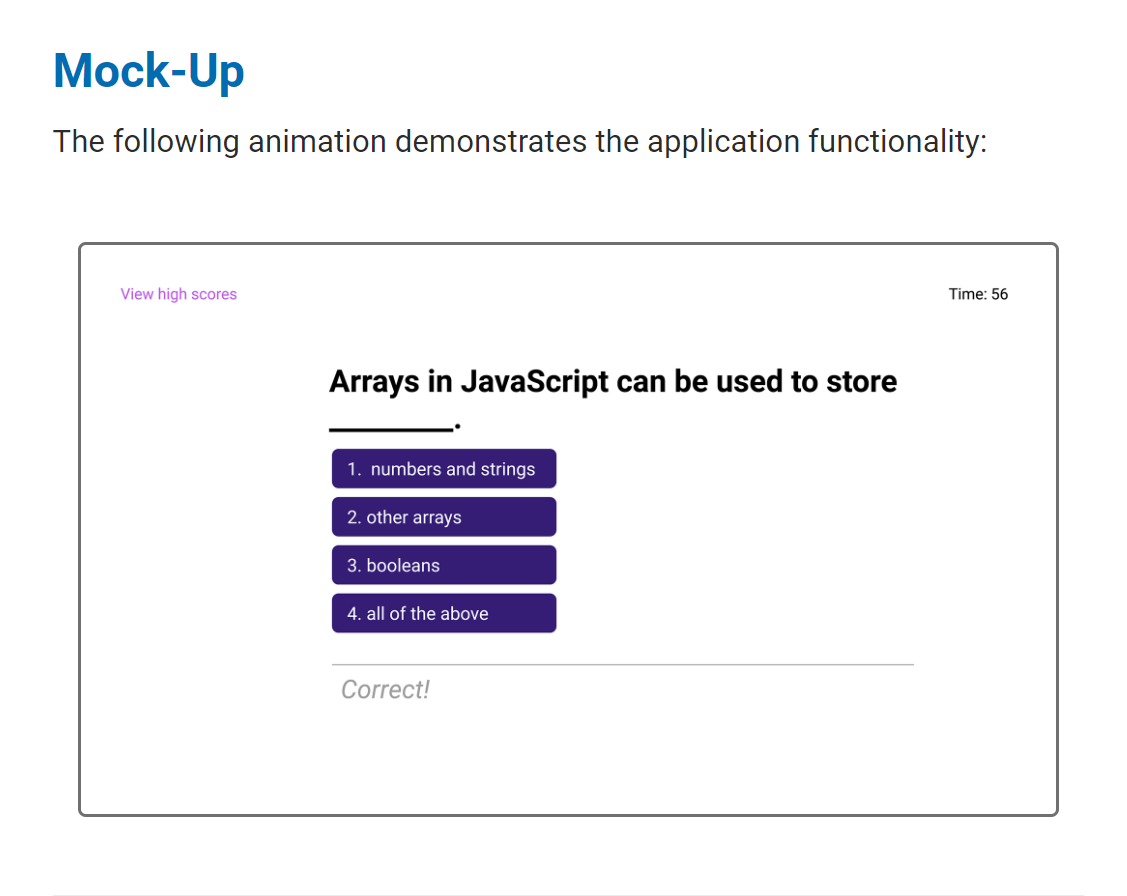 Mock-Up
The following animation demonstrates the application functionality:
View high scores
Time: 56
Arrays in JavaScript can be used to store
________.
1. numbers and strings
2. other arrays
3. booleans
4. all of the above
Correct!